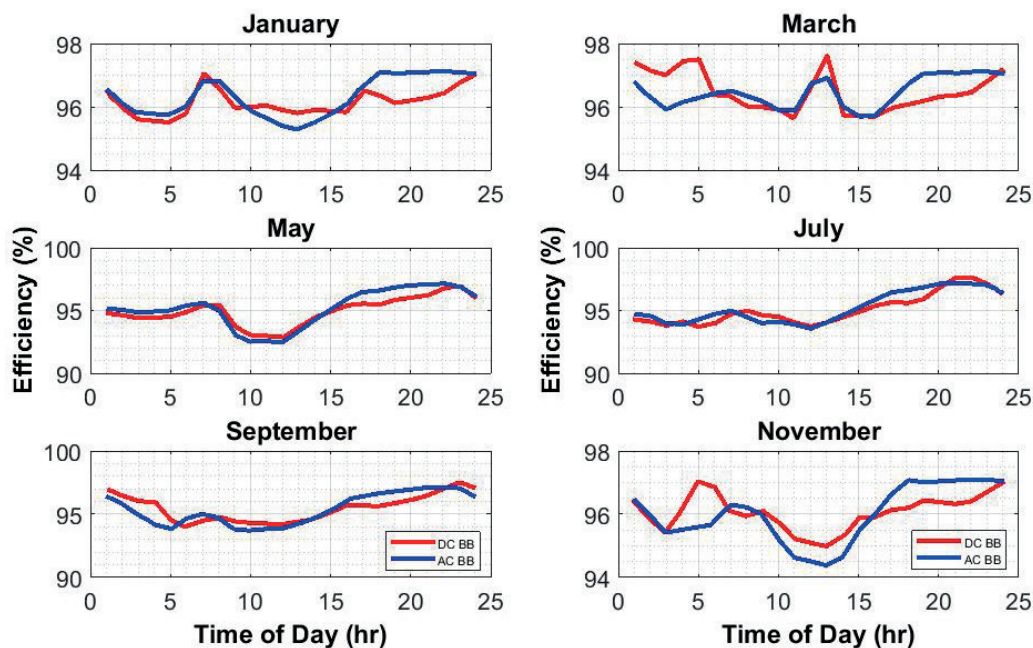 January
98
96
94
0 5 10 15 20 25
March
98
96
94
0 5 10 15 20 25
May
100
95
90
0 5 10 15 20 25
July
100
95
90
0 5 10 15 20 25
Efficiency (%)
Efficiency (%)
September
100
95
90
0 5 10 15 20 25
DC BB
AC BB
Time of Day (hr)
November
98
96
94
0 5 10 15 20 25
DC BB
AC BB
Time of Day (hr)